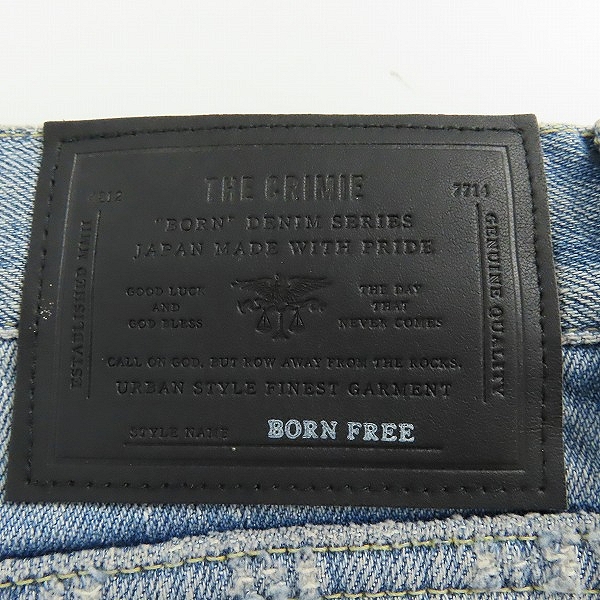 THE CRIMIE
7714
"BORN" DENIM SERIES
JAPAN MADE WITH PRIDE
ESTABLISHED MMII
GENUINE QUALITY
GOOD LUCK
AND
GOD BLESS
THE DAY
THAT
NEVER COMES
CALL ON GOD, BUT ROW AWAY FROM THE ROCKS.
URBAN STYLE FINEST GARMENT
STYLE NAME BORN FREE